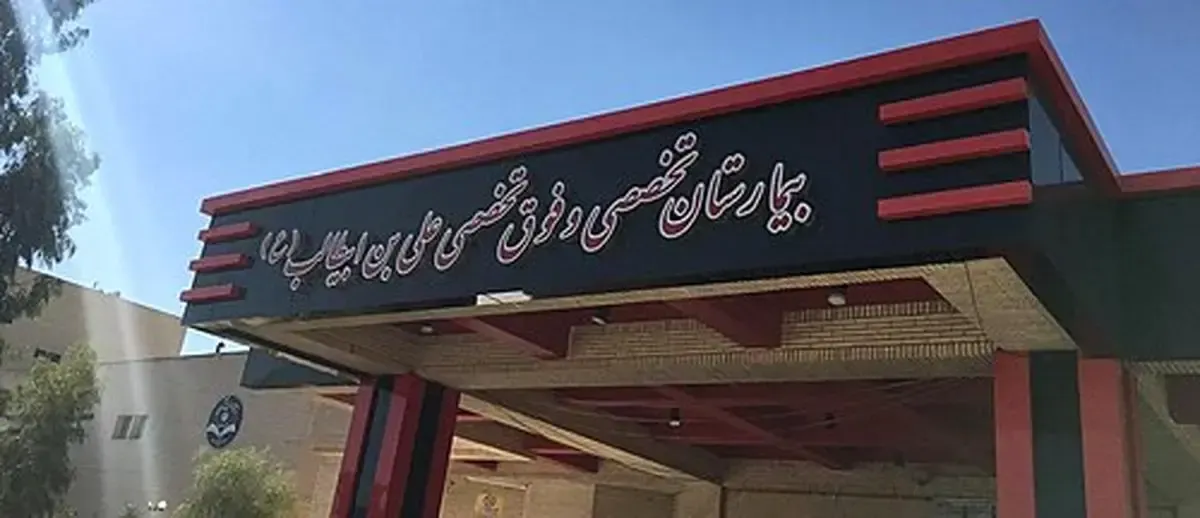 بیمارستان تخصصی و فوق تخصصی علی بن ابیطالب (ع)